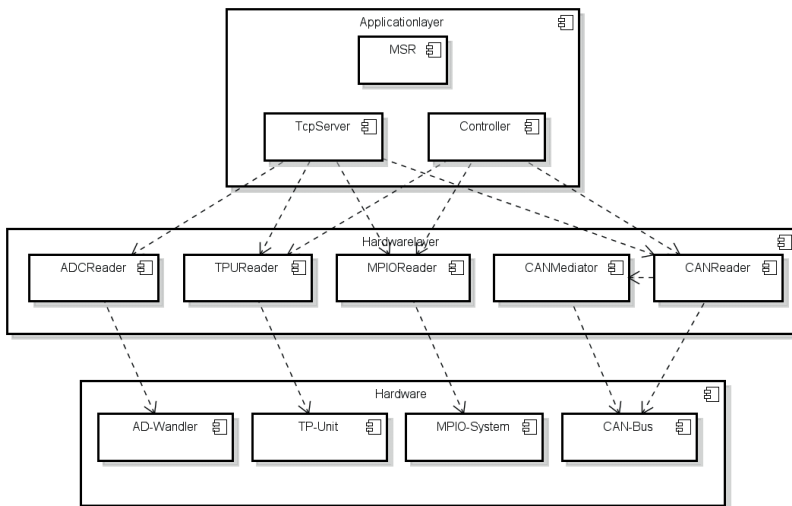 Applicationlayer
MSR
TcpServer
Controller
Hardwarelayer
ADCReader
TPUReader
MPIOReader
CANMediator
CANReader
Hardware
AD-Wandler
TP-Unit
MPIO-System
CAN-Bus